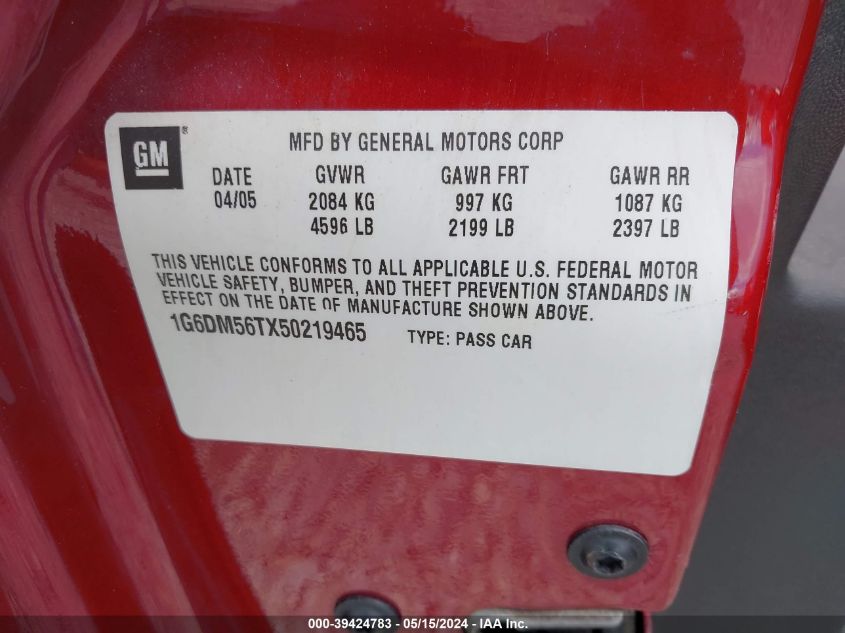 GM®
MFD BY GENERAL MOTORS CORP
DATE GVWR GAWR FRT GAWR RR
04/05 2084 KG 997 KG 1087 KG
4596 LB 2199 LB 2397 LB
THIS VEHICLE CONFORMS TO ALL APPLICABLE U.S. FEDERAL MOTOR
VEHICLE SAFETY, BUMPER, AND THEFT PREVENTION STANDARDS IN
EFFECT ON THE DATE OF MANUFACTURE SHOWN ABOVE.
1G6DM56TX50219465 TYPE: PASS CAR
000-39424783 - 05/15/2024 - IAA Inc.